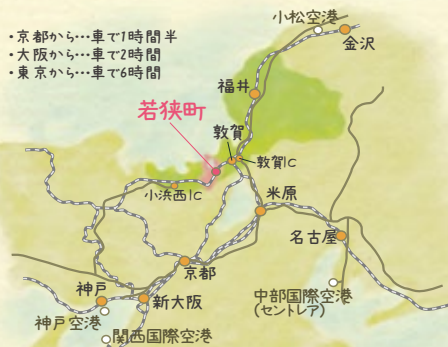 ・京都から…車で1時間半
・大阪から…車で2時間
・東京から…車で6時間
小松空港
金沢
福井
若狭町
敦賀
敦賀IC
小浜西IC
米原
名古屋
京都
神戸
新大阪
神戸空港
関西国際空港
中部国際空港
(セントレア)